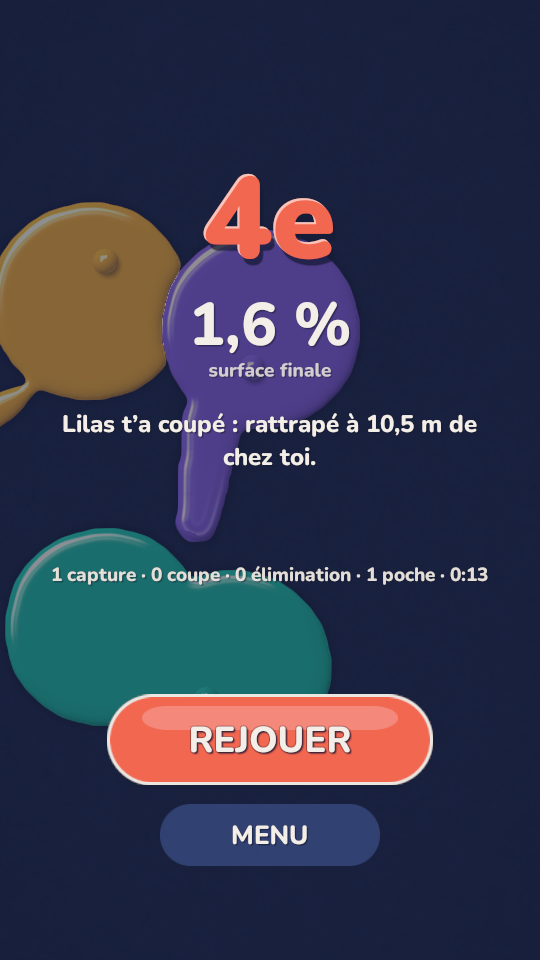 4e
1,6 %
surface finale
Lilas t’a coupé : rattrapé à 10,5 m de
chez toi.
1 capture · 0 coupe · 0 élimination · 1 poche · 0:13
REJOUER
MENU